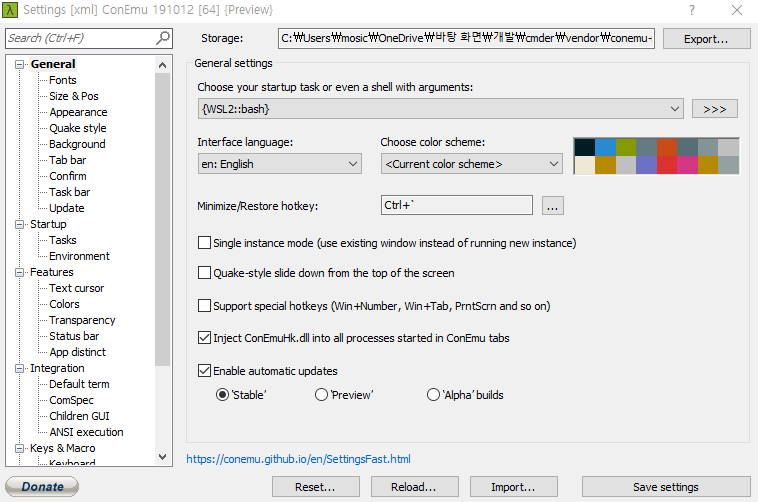 Settings [xml] ConEmu 191012 [64] {Preview}
Search (Ctrl+F)
Storage:
C:₩Users₩mosic₩OneDrive₩바탕 화면₩개발₩cmder₩vendor₩conemu-
Export...
General
Fonts
Size & Pos
Appearance
Quake style
Background
Tab bar
Confirm
Task bar
Update
Startup
Tasks
Environment
Features
Text cursor
Colors
Transparency
Status bar
App distinct
Integration
Default term
ComSpec
Children GUI
ANSI execution
Keys & Macro
Keyboard
General settings
Choose your startup task or even a shell with arguments:
{WSL2::bash}
>>>
Interface language:
Choose color scheme:
en: English
<Current color scheme>
Minimize/Restore hotkey:
Ctrl+`
...
Single instance mode (use existing window instead of running new instance)
Quake-style slide down from the top of the screen
Support special hotkeys (Win+Number, Win+Tab, PrntScrn and so on)
Inject ConEmuHk.dll into all processes started in ConEmu tabs
Enable automatic updates
‘Stable’
‘Preview’
‘Alpha’ builds
https://conemu.github.io/en/SettingsFast.html
Donate
Reset...
Reload...
Import...
Save settings